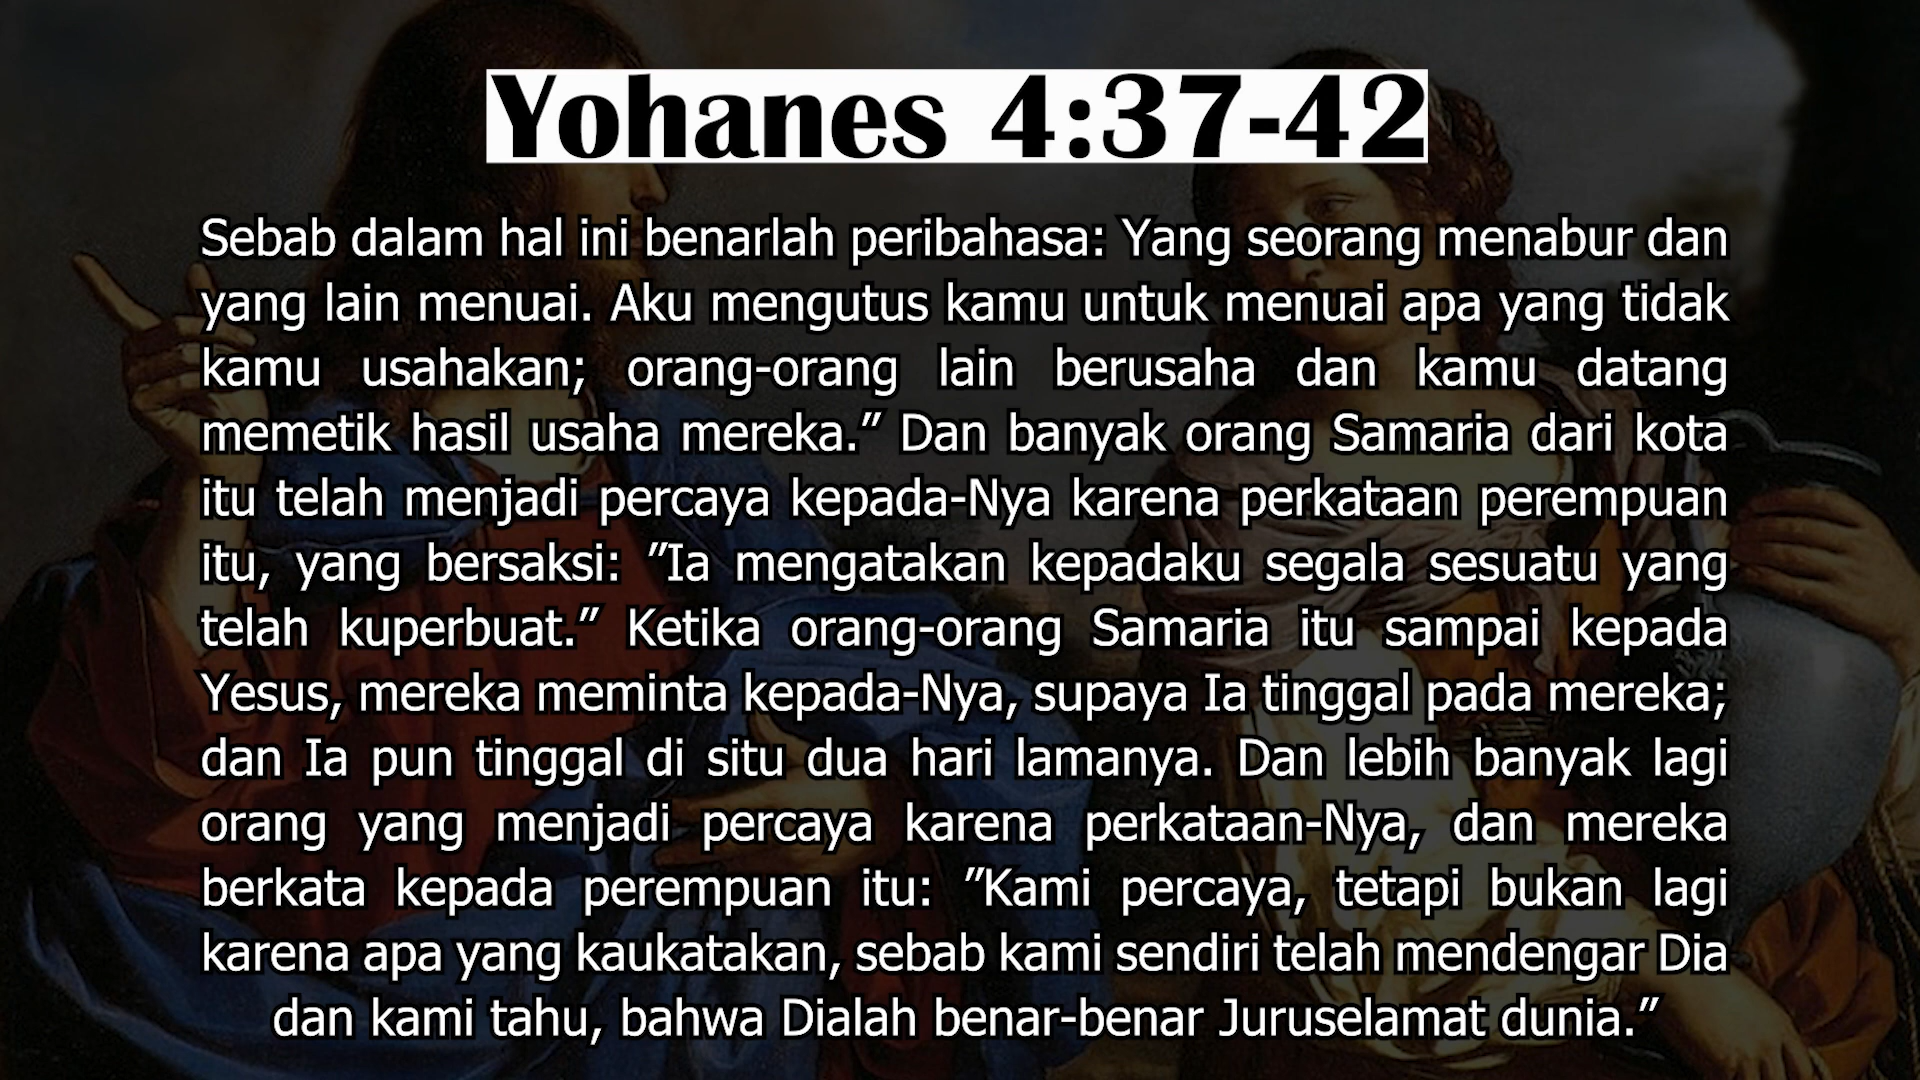 Yohanes 4:37-42
Sebab dalam hal ini benarlah peribahasa: Yang seorang menabur dan
yang lain menuai. Aku mengutus kamu untuk menuai apa yang tidak
kamu usahakan; orang-orang lain berusaha dan kamu datang
memetik hasil usaha mereka.” Dan banyak orang Samaria dari kota
itu telah menjadi percaya kepada-Nya karena perkataan perempuan
itu, yang bersaksi: ”Ia mengatakan kepadaku segala sesuatu yang
telah kuperbuat.” Ketika orang-orang Samaria itu sampai kepada
Yesus, mereka meminta kepada-Nya, supaya Ia tinggal pada mereka;
dan Ia pun tinggal di situ dua hari lamanya. Dan lebih banyak lagi
orang yang menjadi percaya karena perkataan-Nya, dan mereka
berkata kepada perempuan itu: ”Kami percaya, tetapi bukan lagi
karena apa yang kaukatakan, sebab kami sendiri telah mendengar Dia
dan kami tahu, bahwa Dialah benar-benar Juruselamat dunia.”